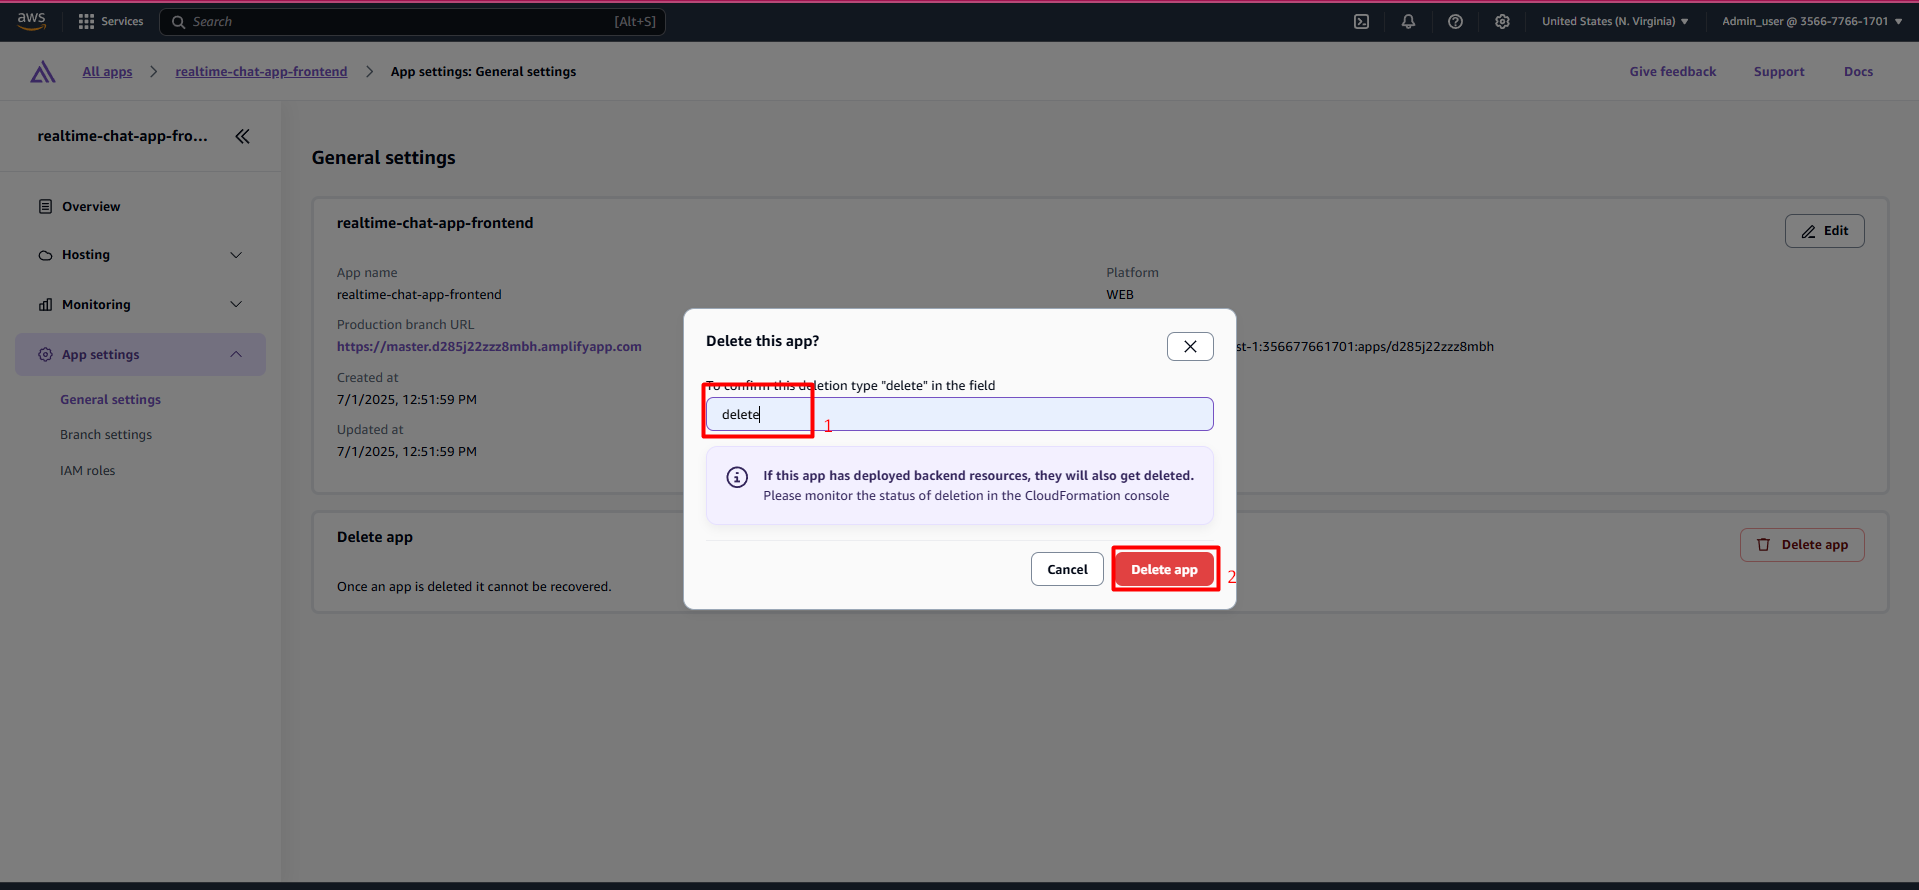 aws
Services
Search
[Alt+S]
United States (N. Virginia)
Admin_user @ 3566-7766-1701
All apps
realtime-chat-app-frontend
App settings: General settings
Give feedback
Support
Docs
realtime-chat-app-fro...
Overview
Hosting
Monitoring
App settings
General settings
Branch settings
IAM roles
General settings
realtime-chat-app-frontend
Edit
App name
realtime-chat-app-frontend
Platform
WEB
Production branch URL
https://master.d285j22zzz8mbh.amplifyapp.com
st-1:356677661701:apps/d285j22zzz8mbh
Created at
7/1/2025, 12:51:59 PM
Updated at
7/1/2025, 12:51:59 PM
Delete app
Delete app
Once an app is deleted it cannot be recovered.
Delete this app?
To confirm this deletion type "delete" in the field
delete
1
If this app has deployed backend resources, they will also get deleted.
Please monitor the status of deletion in the CloudFormation console
Cancel
Delete app
2